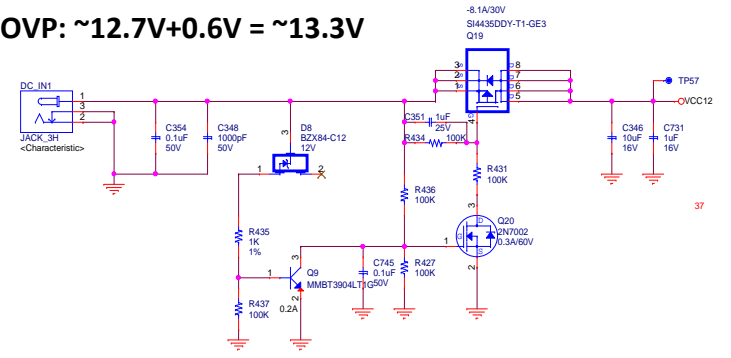 OVP: ~12.7V+0.6V = ~13.3V
-8.1A/30V
SI4435DDY-T1-GE3
Q19
3
2
1
S
S
S
D
D
D
D
8
7
6
5
G
4
TP57
VCC12
DC_IN1
1
3
2
JACK_3H
<Characteristic>
C354
0.1uF
50V
C348
1000pF
50V
3
D8
BZX84-C12
12V
1
2
C351
1uF
25V
R434
100K
R431
100K
C346
10uF
16V
C731
1uF
16V
R436
100K
37
R435
1K
1%
3
Q20
2N7002
0.3A/60V
D
G
S
1
2
3
1
Q9
MMBT3904LT1G
2
0.2A
C745
0.1uF
50V
R427
100K
R437
100K